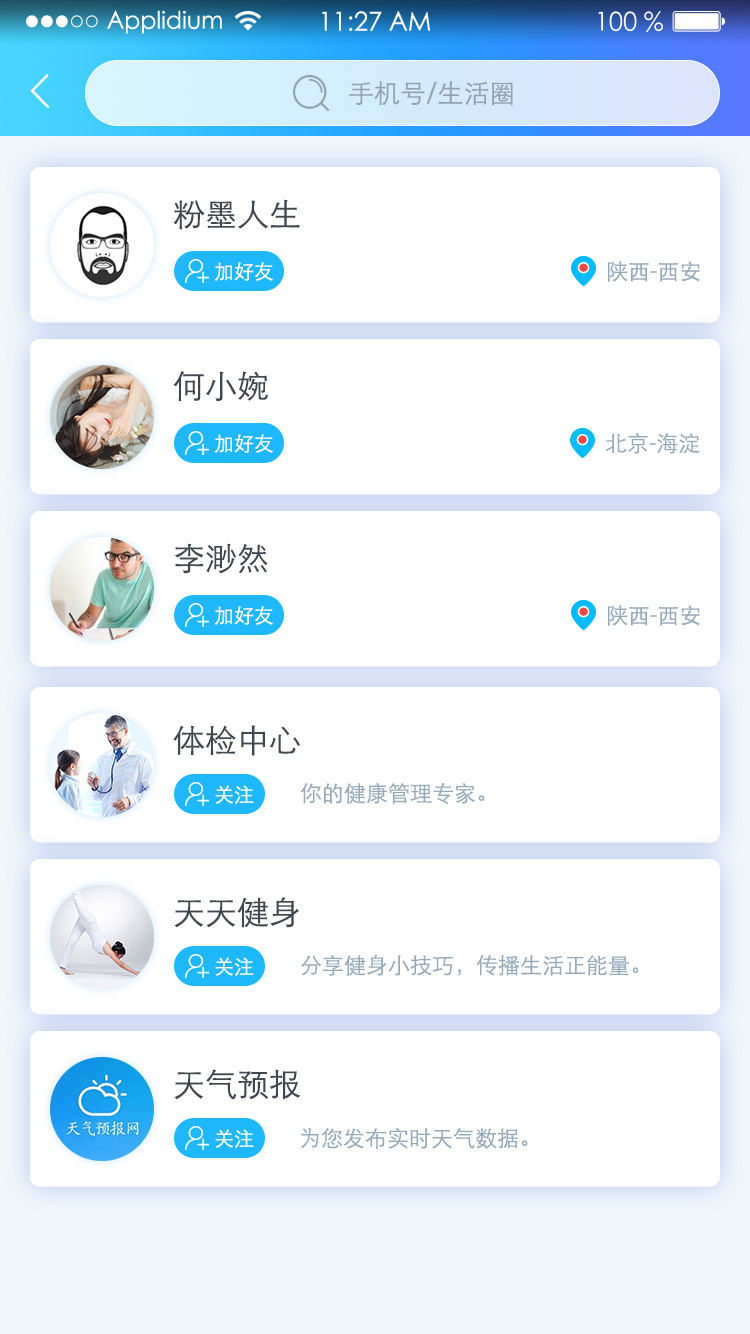 Applidium 11:27 AM 100 %
手机号/生活圈
粉墨人生
加好友 陕西-西安
何小婉
加好友 北京-海淀
李渺然
加好友 陕西-西安
体检中心
关注 你的健康管理专家。
天天健身
关注 分享健身小技巧，传播生活正能量。
天气预报
天气预报网
关注 为您发布实时天气数据。